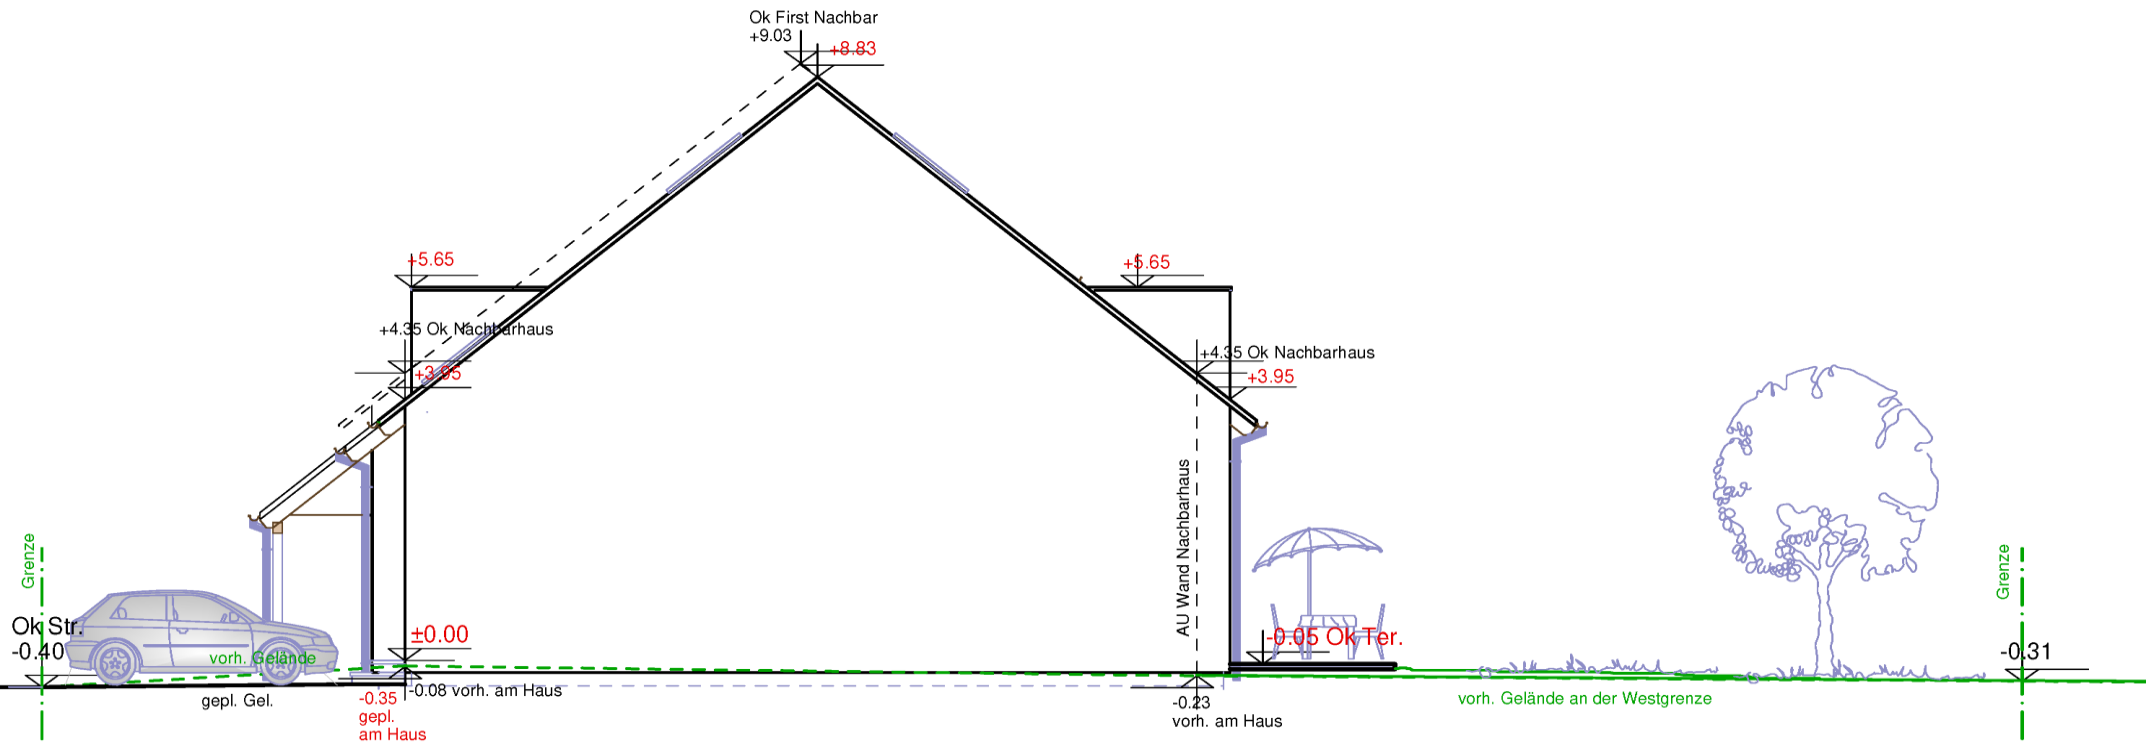 Ok First Nachbar
+9.03
+8.83
+5.65
+5.65
+4.35 Ok Nachbarhaus
+4.35 Ok Nachbarhaus
+3.95
+3.95
AU Wand Nachbarhaus
Grenze
Grenze
Ok Str.
-0.40
vorh. Gelände
±0.00
-0.05 Ok Ter.
-0.31
gepl. Gel.
-0.35
gepl.
am Haus
-0.08 vorh. am Haus
-0.23
vorh. am Haus
vorh. Gelände an der Westgrenze